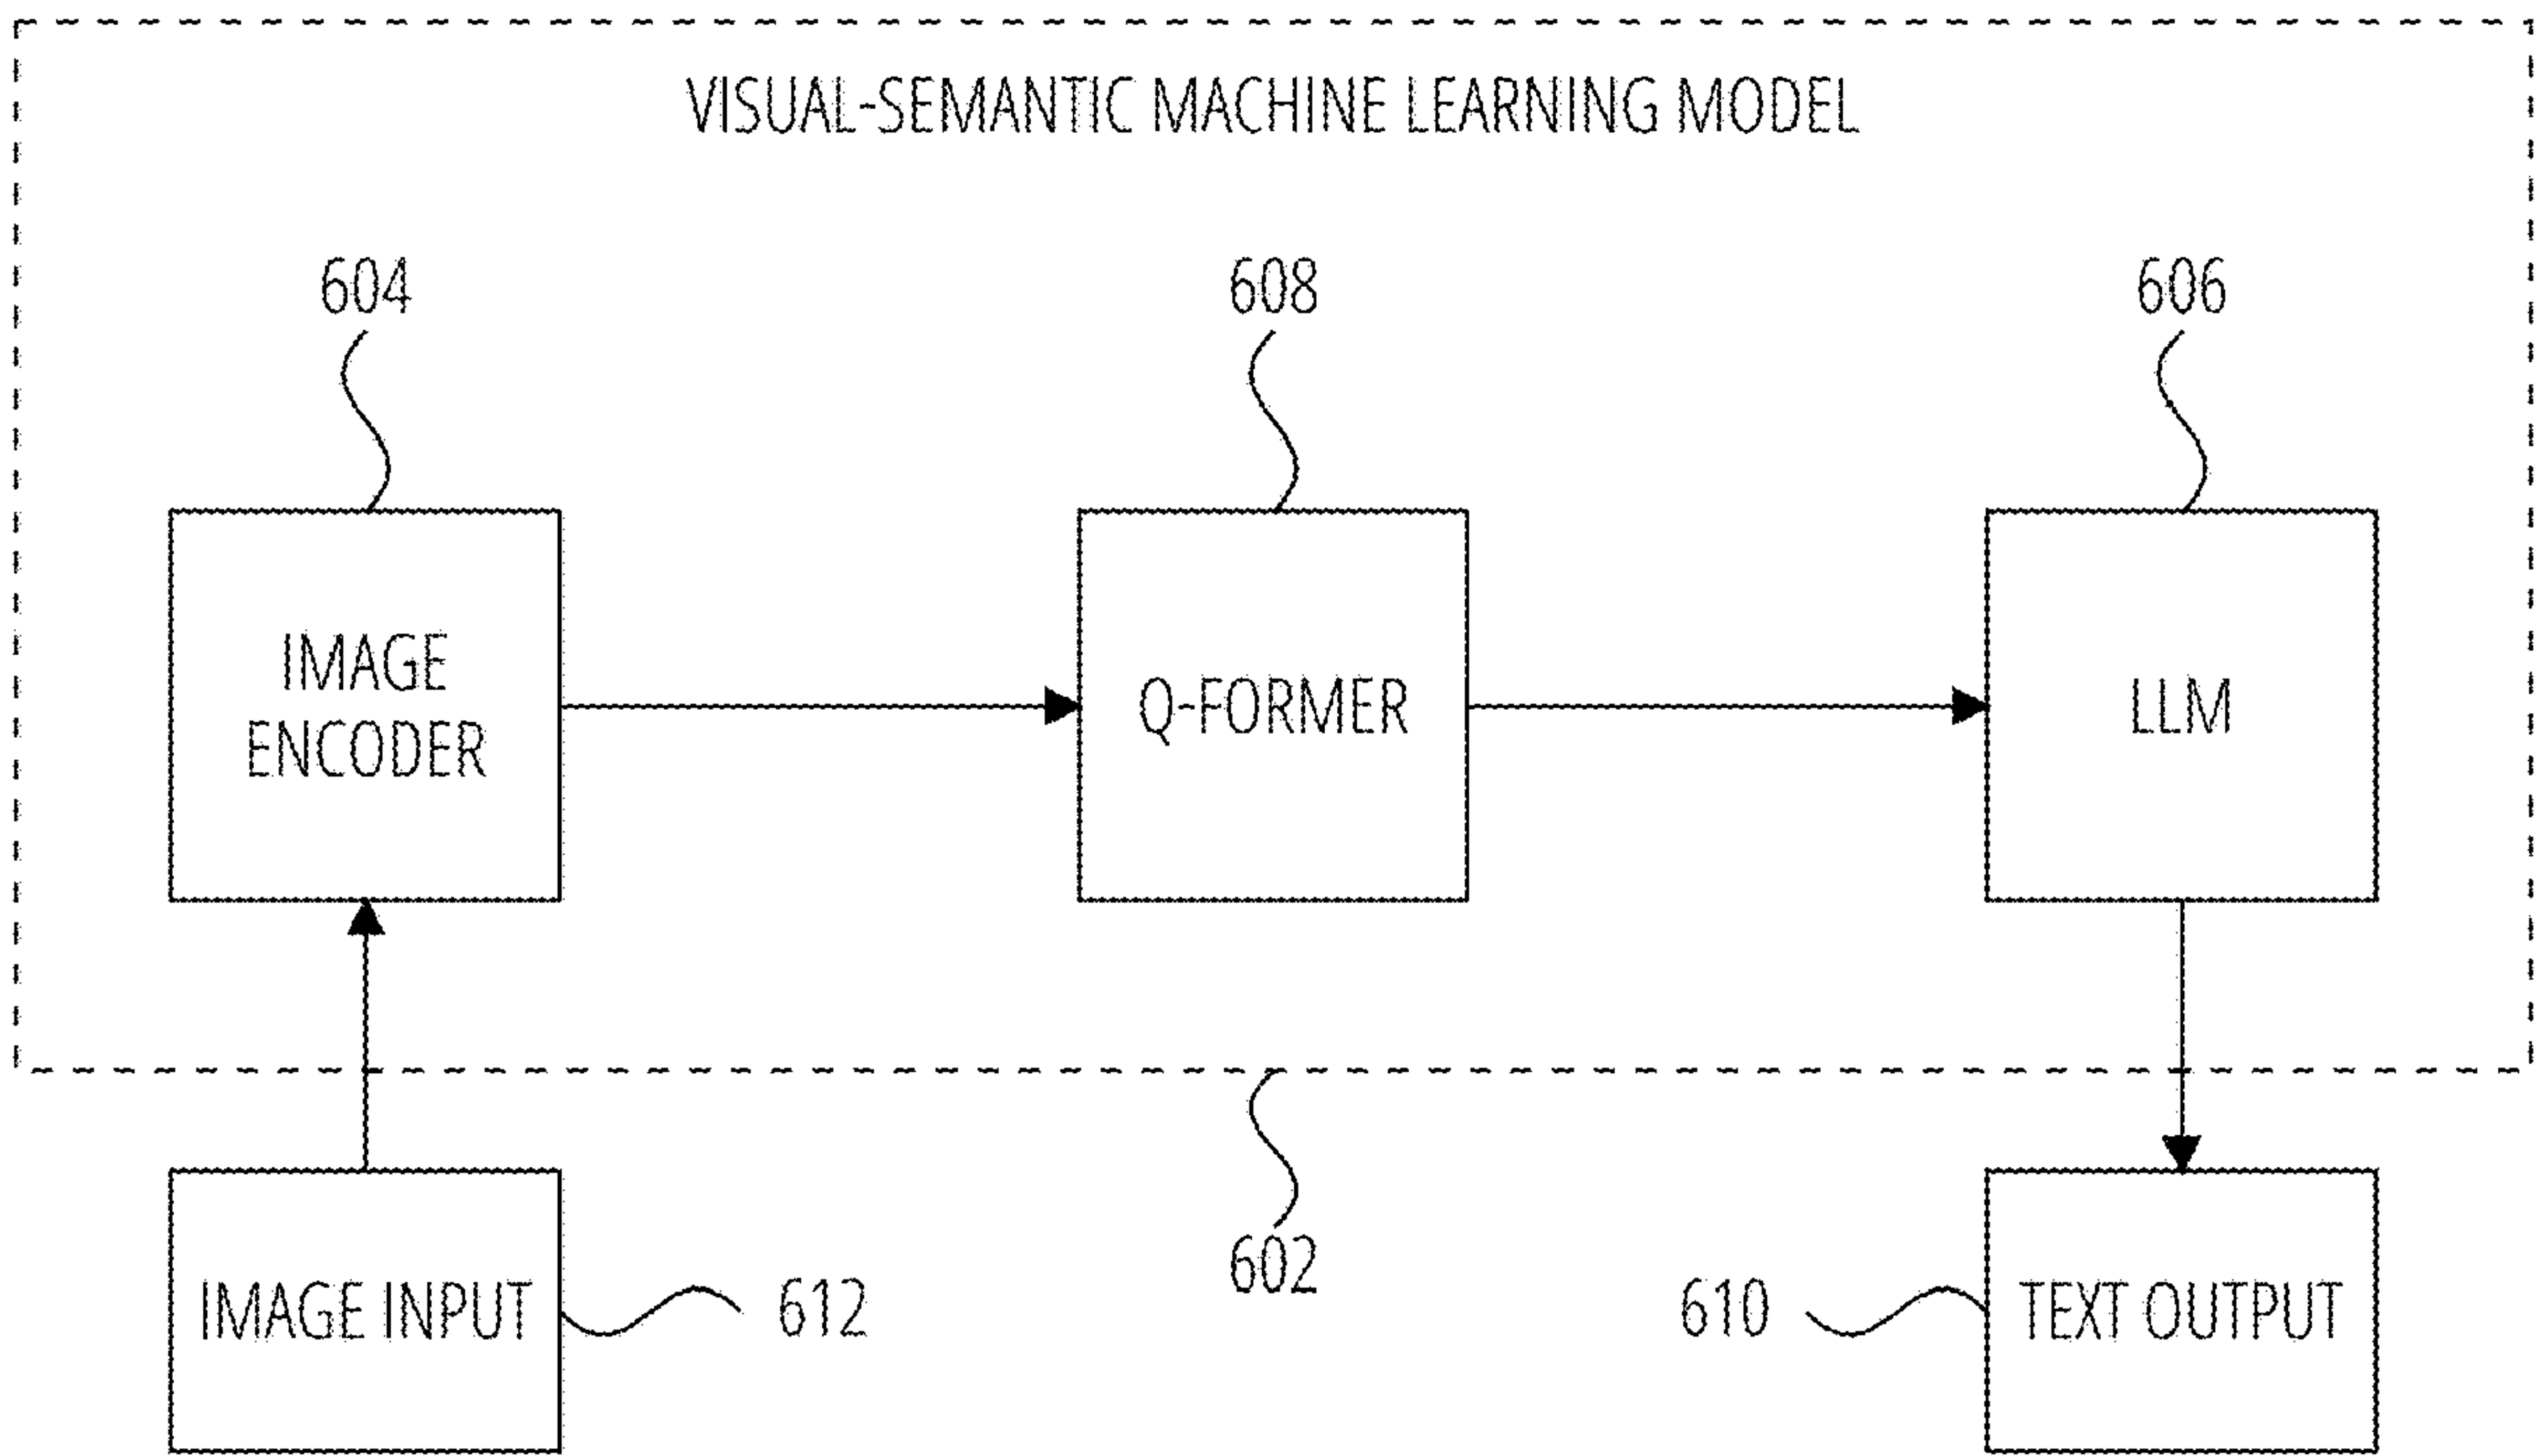 VISUAL-SEMANTIC MACHINE LEARNING MODEL
604
608
606
IMAGE
ENCODER
Q-FORMER
LLM
602
IMAGE INPUT
612
610
TEXT OUTPUT